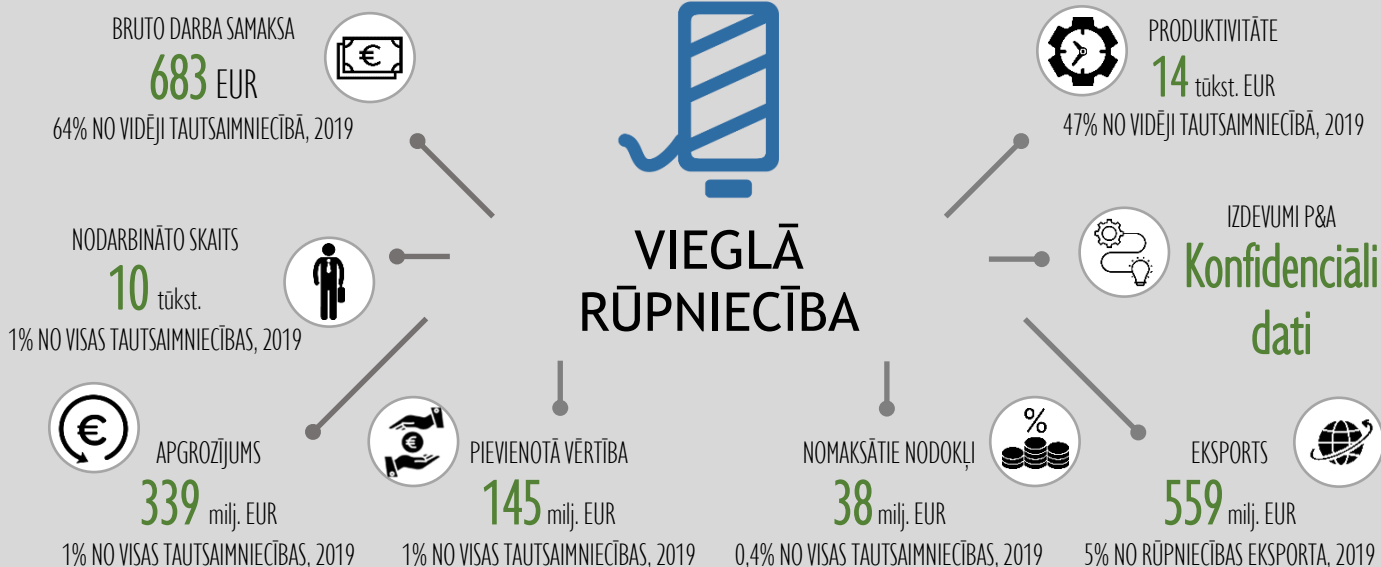 BRUTO DARBA SAMAKSA
683 EUR
64% NO VIDĒJI TAUTSAIMNIECĪBĀ, 2019
PRODUKTIVITĀTE
14 tūkst. EUR
47% NO VIDĒJI TAUTSAIMNIECĪBĀ, 2019
NODARBINĀTO SKAITS
10 tūkst.
1% NO VISAS TAUTSAIMNIECĪBAS, 2019
VIEGLĀ
RŪPNIECĪBA
IZDEVUMI P&A
Konfidenciāli
dati
APGROZĪJUMS
339 milj. EUR
1% NO VISAS TAUTSAIMNIECĪBAS, 2019
PIEVIENOTĀ VĒRTĪBA
145 milj. EUR
1% NO VISAS TAUTSAIMNIECĪBAS, 2019
%
NOMAKSĀTIE NODOKĻI
38 milj. EUR
0,4% NO VISAS TAUTSAIMNIECĪBAS, 2019
EKSPORTS
559 milj. EUR
5% NO RŪPNIECĪBAS EKSPORTA, 2019